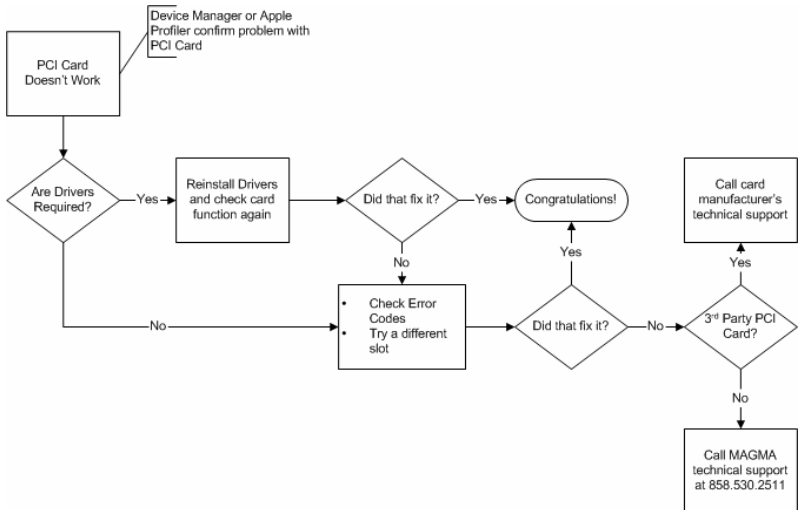 Device Manager or Apple
Profiler confirm problem with
PCI Card
PCI Card
Doesn't Work
Are Drivers
Required?
Yes
Reinstall Drivers
and check card
function again
Did that fix it?
Yes
Congratulations!
Call card
manufacturer's
technical support
No
Yes
Yes
No
• Check Error
Codes
• Try a different
slot
Did that fix it?
No
3rd Party PCI
Card?
No
Call MAGMA
technical support
at 858.530.2511